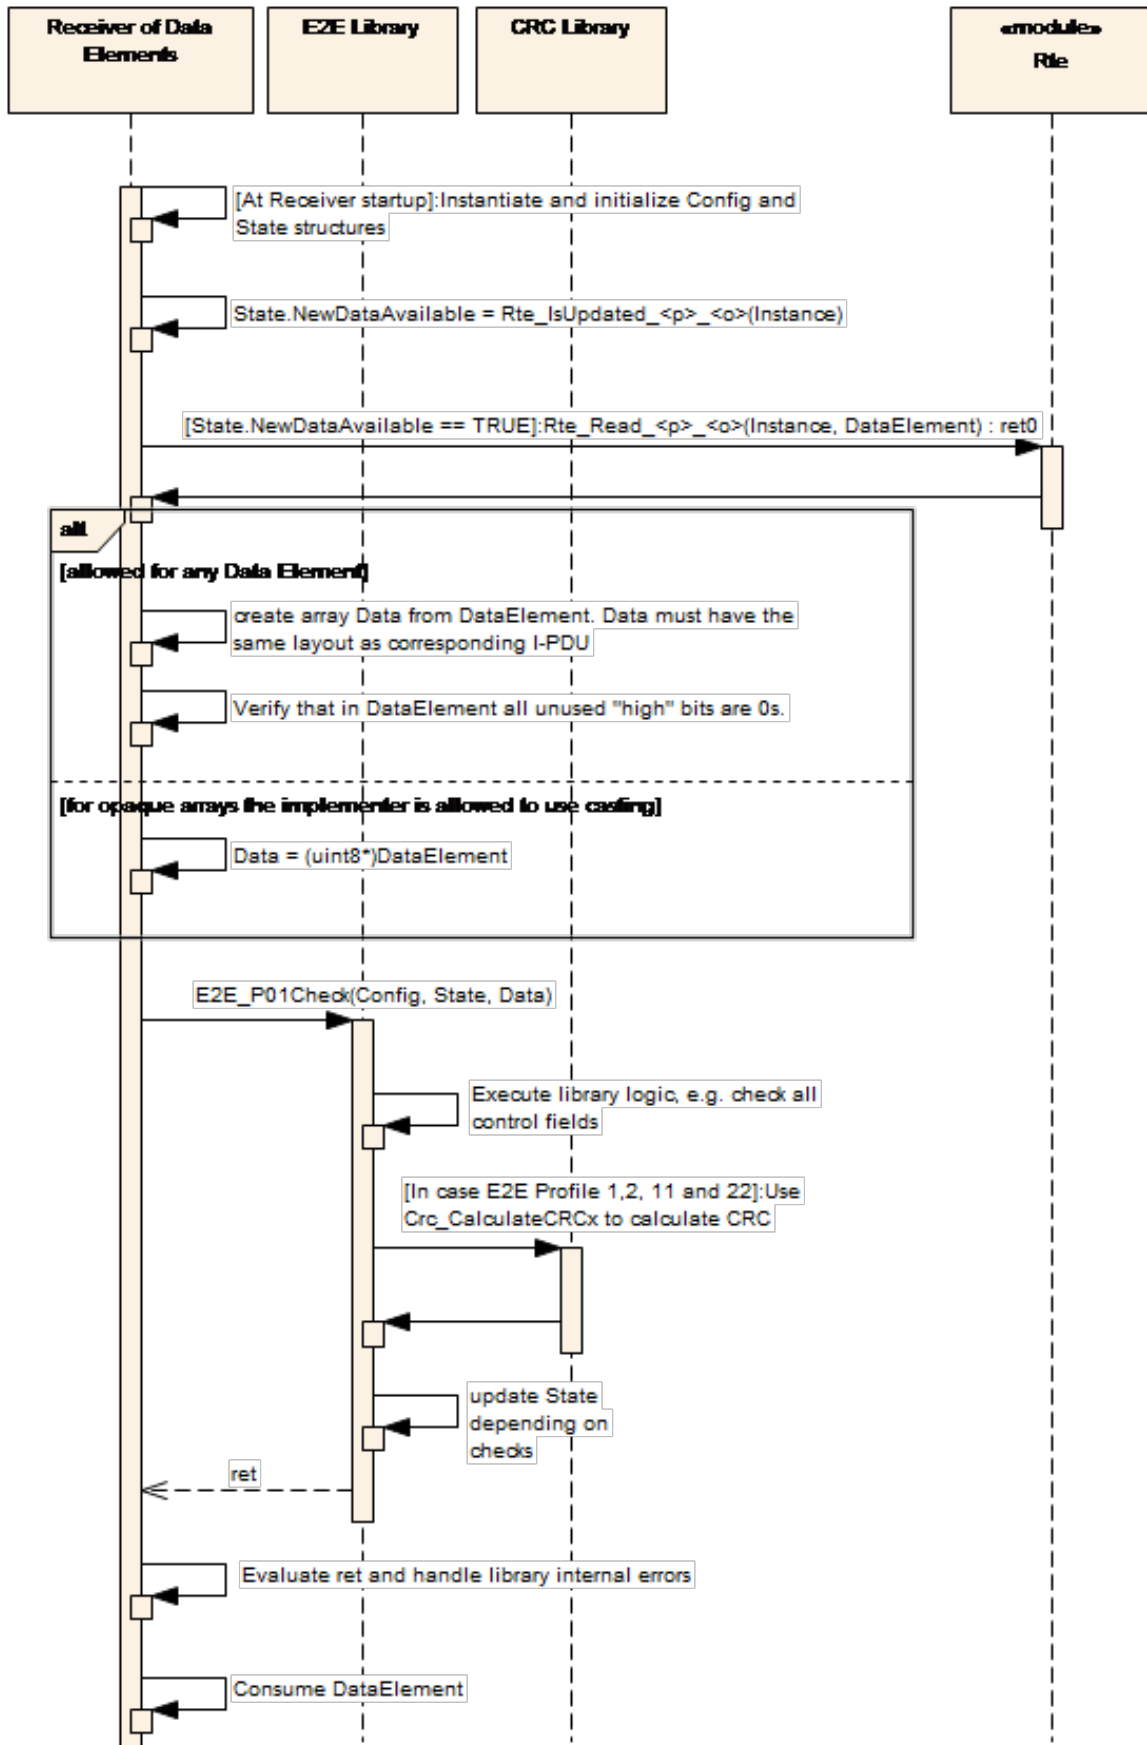 Receiver of Data
Elements
E2E Library
CRC Library
«module»
Rte
[At Receiver startup]:Instantiate and initialize Config and
State structures
State.NewDataAvailable = Rte_IsUpdated_<p>_<o>(Instance)
[State.NewDataAvailable == TRUE]:Rte_Read_<p>_<o>(Instance, DataElement) : ret0
alt
[allowed for any Data Element]
create array Data from DataElement. Data must have the
same layout as corresponding I-PDU
Verify that in DataElement all unused "high" bits are 0s.
[for opaque arrays the implementer is allowed to use casting]
Data = (uint8*)DataElement
E2E_P01Check(Config, State, Data)
Execute library logic, e.g. check all
control fields
[In case E2E Profile 1,2, 11 and 22]:Use
Crc_CalculateCRCx to calculate CRC
update State
depending on
checks
ret
Evaluate ret and handle library internal errors
Consume DataElement